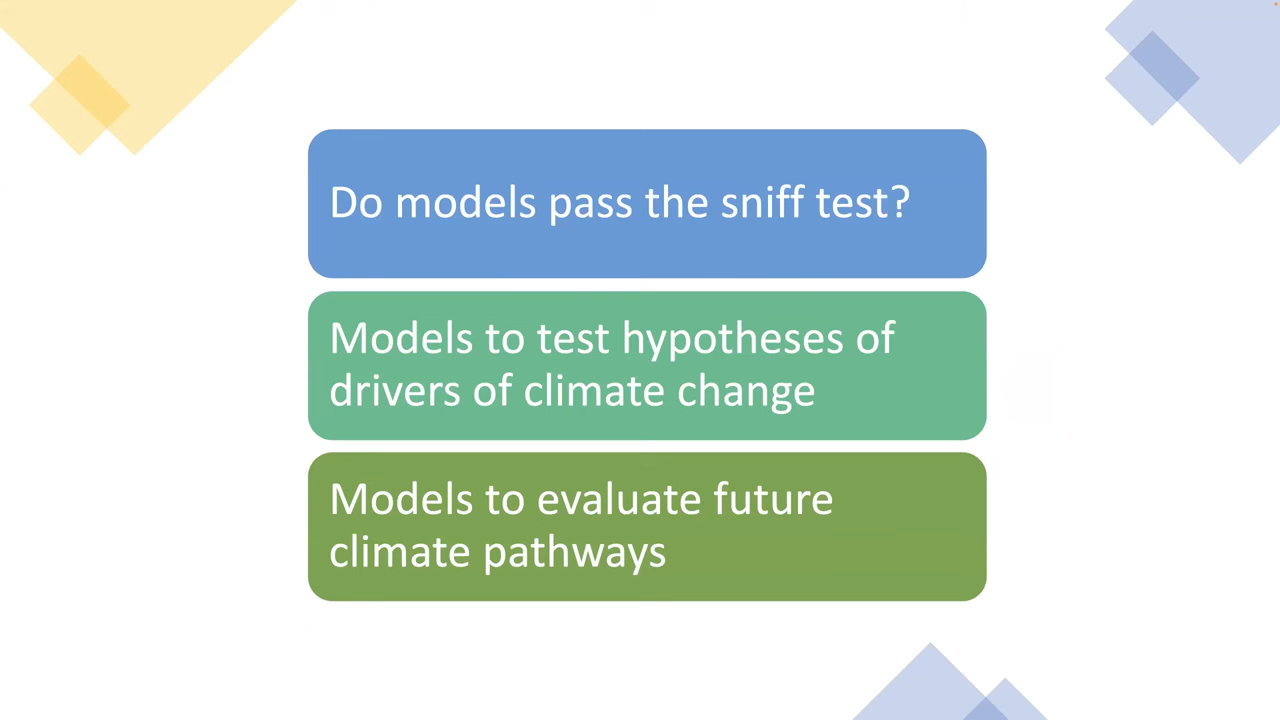 Do models pass the sniff test?
Models to test hypotheses of
drivers of climate change
Models to evaluate future
climate pathways